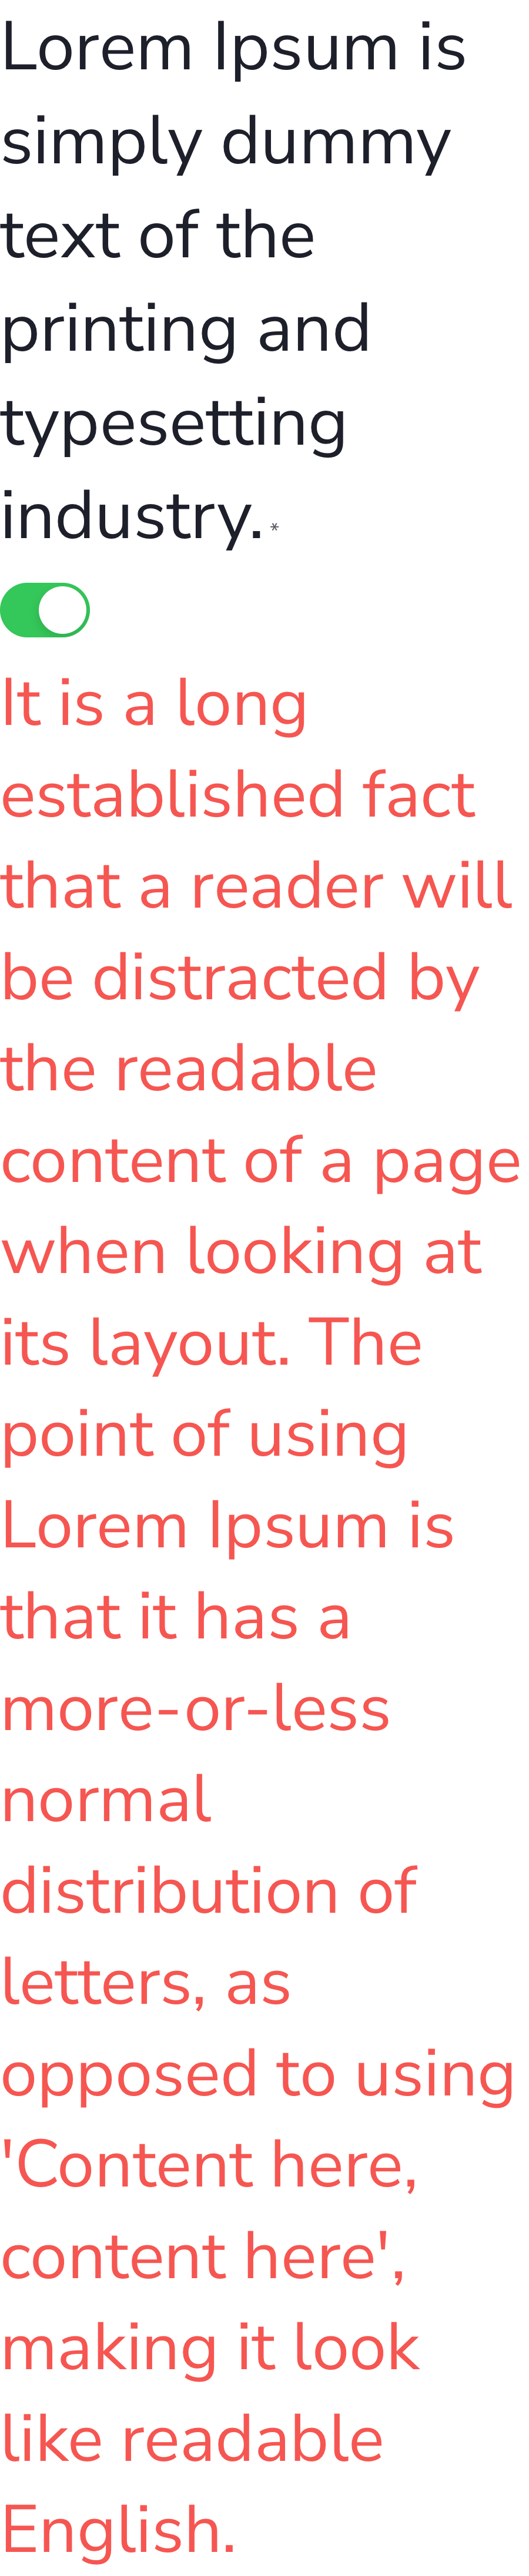 Lorem Ipsum is
simply dummy
text of the
printing and
typesetting
industry. *
It is a long
established fact
that a reader will
be distracted by
the readable
content of a page
when looking at
its layout. The
point of using
Lorem Ipsum is
that it has a
more-or-less
normal
distribution of
letters, as
opposed to using
'Content here,
content here',
making it look
like readable
English.